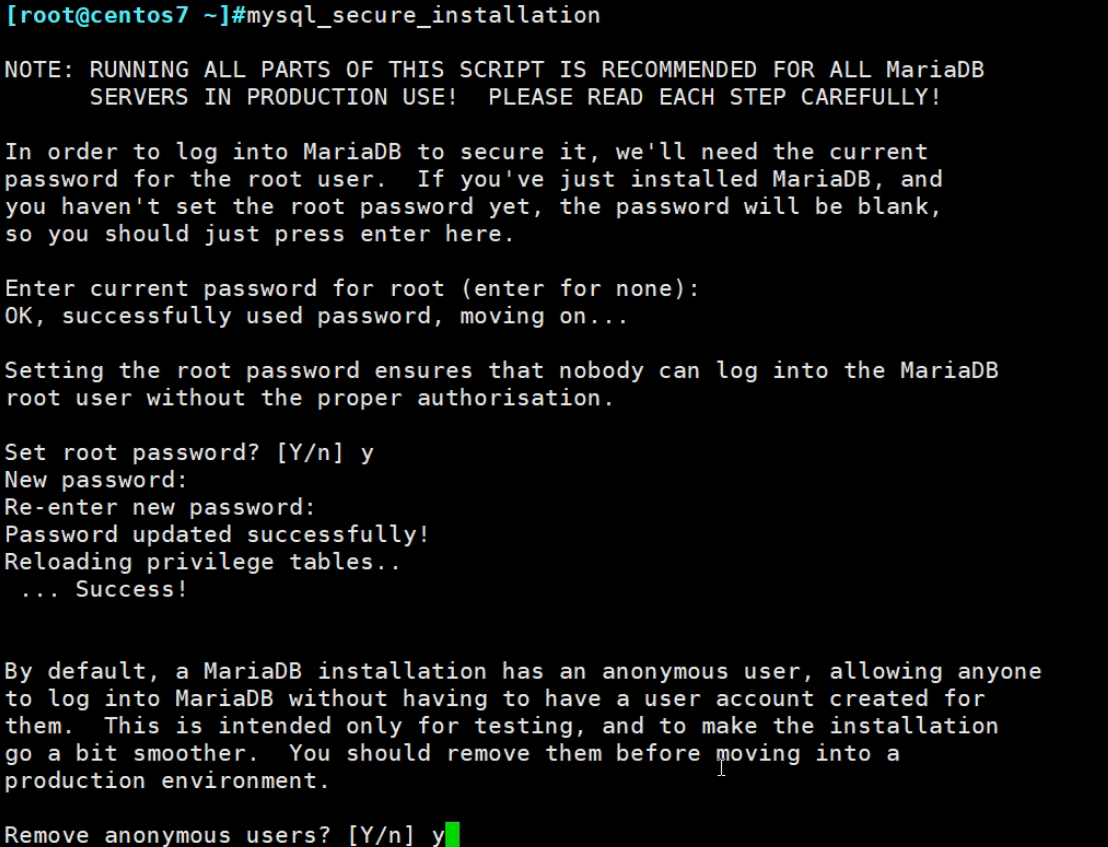 [root@centos7 ~]#mysql_secure_installation
NOTE: RUNNING ALL PARTS OF THIS SCRIPT IS RECOMMENDED FOR ALL MariaDB
SERVERS IN PRODUCTION USE!  PLEASE READ EACH STEP CAREFULLY!
In order to log into MariaDB to secure it, we'll need the current
password for the root user.  If you've just installed MariaDB, and
you haven't set the root password yet, the password will be blank,
so you should just press enter here.
Enter current password for root (enter for none):
OK, successfully used password, moving on...
Setting the root password ensures that nobody can log into the MariaDB
root user without the proper authorisation.
Set root password? [Y/n] y
New password:
Re-enter new password:
Password updated successfully!
Reloading privilege tables..
... Success!
By default, a MariaDB installation has an anonymous user, allowing anyone
to log into MariaDB without having to have a user account created for
them.  This is intended only for testing, and to make the installation
go a bit smoother.  You should remove them before moving into a
production environment.
Remove anonymous users? [Y/n] y